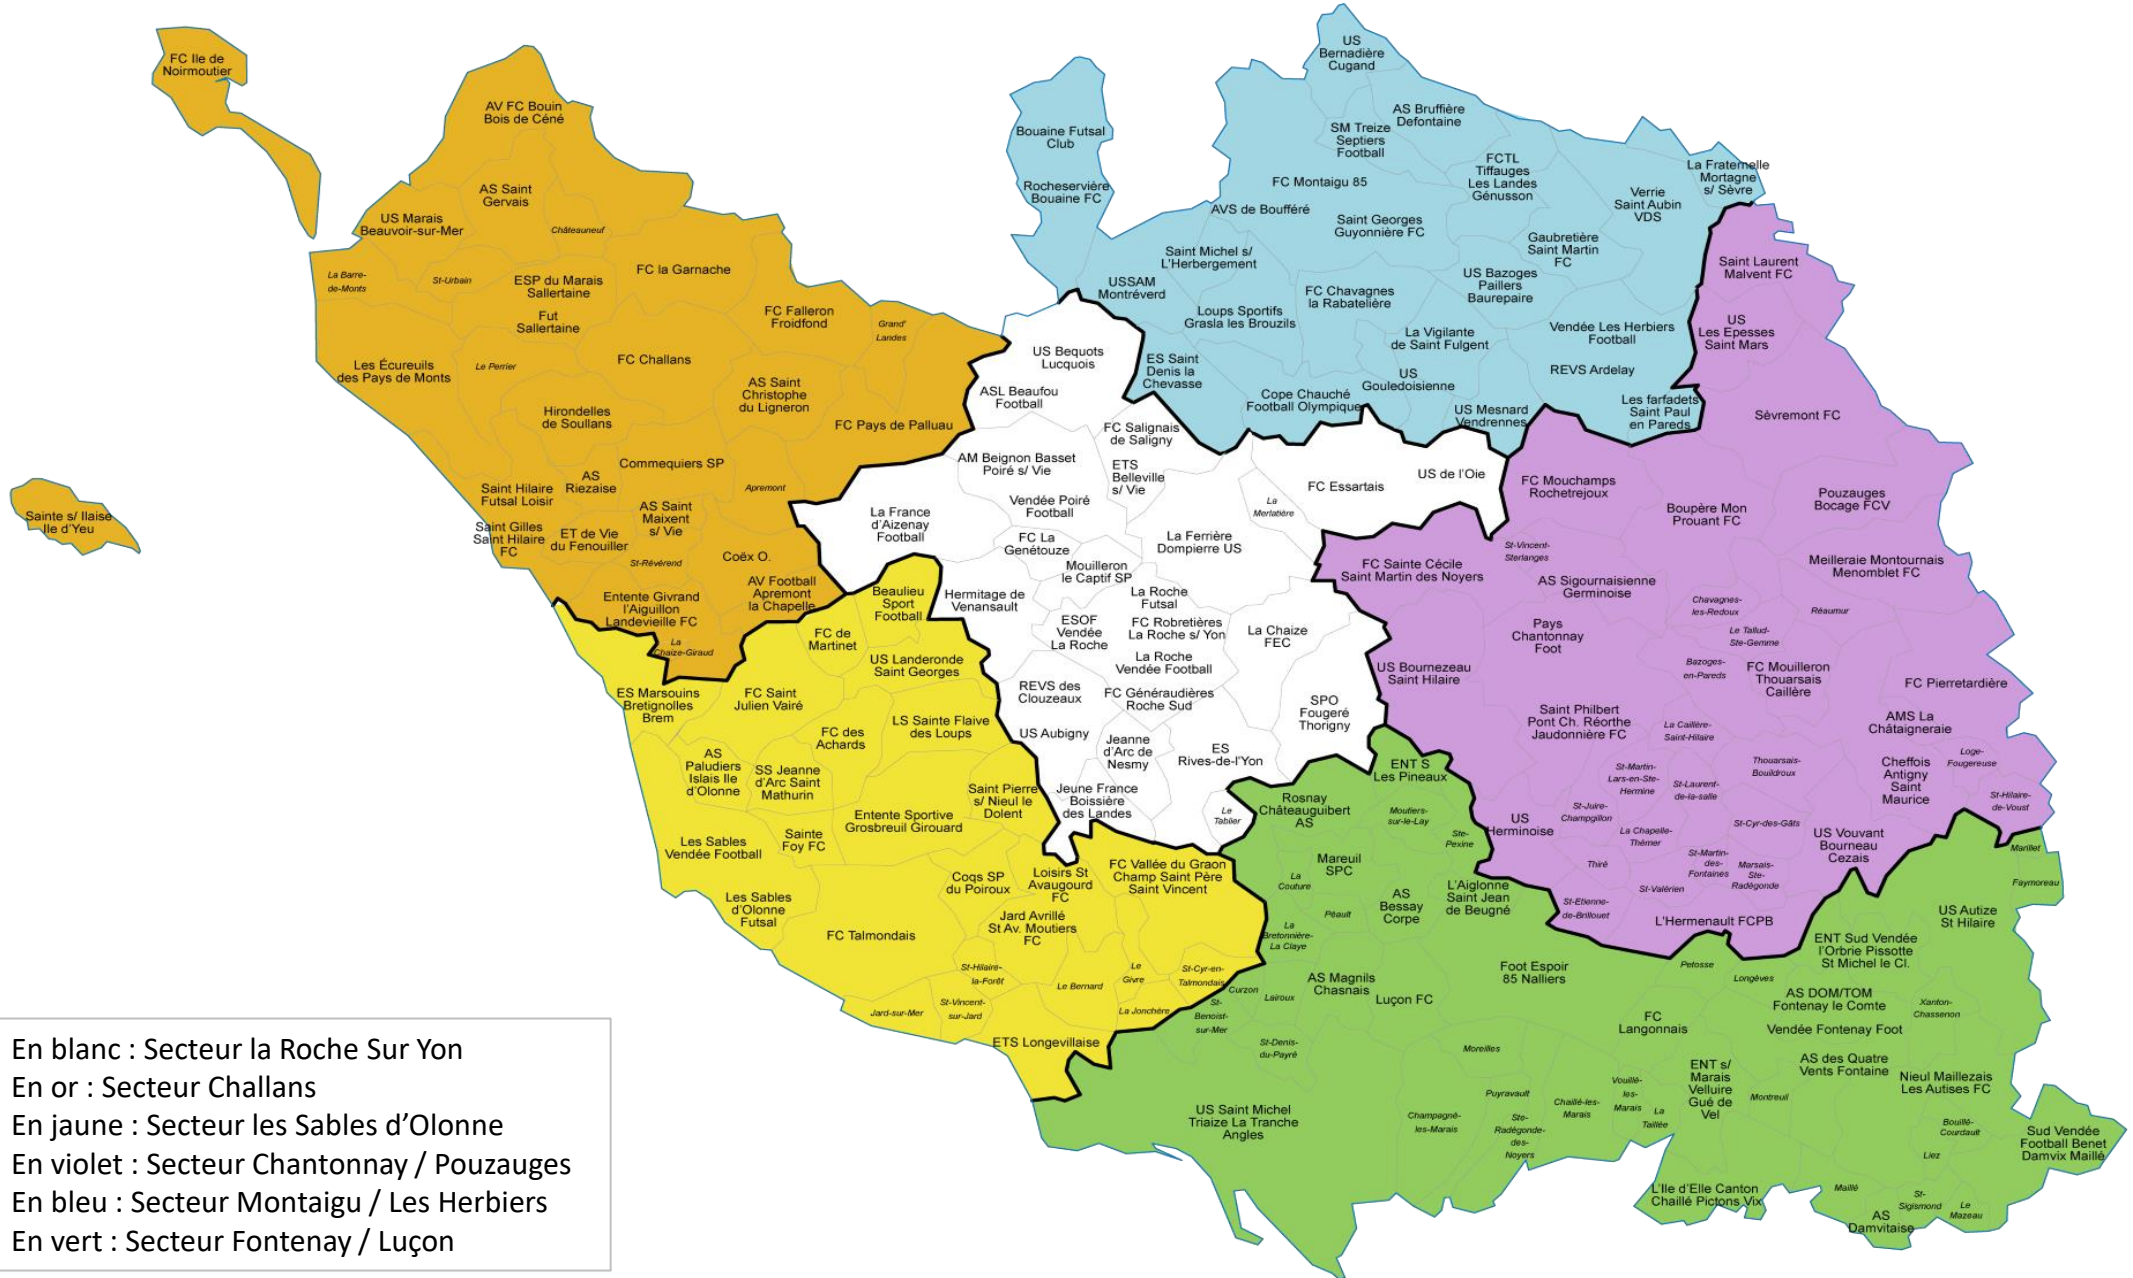 FC Ile de
Noirmoutier
AV FC Bouin
Bois de Céné
AS Saint
Gervais
US Marais
Beauvoir-sur-Mer
Châteauneuf
La Barre-
de-Monts
St-Urbain
ESP du Marais
Sallertaine
FC la Garnache
Fut
Sallertaine
FC Falleron
Froidfond
Grand'
Landes
Les Écureuils
des Pays de Monts
Le Perrier
FC Challans
AS Saint
Christophe
du Ligneron
Hirondelles
de Soullans
FC Pays de Palluau
Commequiers SP
AS
Riezaise
Apremont
Saint Hilaire
Futsal Loisir
AS Saint
Maixent
s/ Vie
Saint Gilles
Saint Hilaire
FC
ET de Vie
du Fenouiller
St-Révérend
Coëx O.
AV Football
Apremont
la Chapelle
Entente Givrand
l'Aiguillon
Landevieille FC
La
Chaize-Giraud
Sainte s/ Ilaise
Ile d'Yeu
US
Bernadière
Cugand
AS Bruffière
Defontaine
Bouaine Futsal
Club
SM Treize
Septiers
Football
FCTL
Tiffauges
Les Landes
Génusson
La Fraternelle
Mortagne
s/ Sèvre
Rocheservière
Bouaine FC
FC Montaigu 85
Verrie
Saint Aubin
VDS
AVS de Boufféré
Saint Georges
Guyonnière FC
Gaubretière
Saint Martin
FC
Saint Michel s/
L'Herbergement
USSAM
Montréverd
US Bazoges
Paillers
Baurepaire
FC Chavagnes
la Rabatelière
Loups Sportifs
Grasla les Brouzils
La Vigilante
de Saint Fulgent
Vendée Les Herbiers
Football
ES Saint
Denis la
Chevasse
US
Gouledoisienne
REVS Ardelay
Cope Chauché
Football Olympique
US Mesnard
Vendrennes
Les farfadets
Saint Paul
en Pareds
US Bequots
Lucquois
ASL Beaufou
Football
FC Salignais
de Saligny
AM Beignon Basset
Poiré s/ Vie
ETS
Belleville
s/ Vie
US de l'Oie
FC Essartais
La
Merlatière
Vendée Poiré
Football
La France
d'Aizenay
Football
La Ferrière
Dompierre US
FC La
Genétouze
Mouilleron
le Captif SP
Hermitage de
Venansault
La Roche
Futsal
ESOF
Vendée
La Roche
FC Robretières
La Roche s/ Yon
La Chaize
FEC
La Roche
Vendée Football
REVS des
Clouzeaux
FC Généraudières
Roche Sud
SPO
Fougeré
Thorigny
US Aubigny
Jeanne
d'Arc de
Nesmy
ES
Rives-de-l'Yon
Jeune France
Boissière
des Landes
Le
Tablier
Beaulieu
Sport
Football
FC de
Martinet
US Landeronde
Saint Georges
ES Marsouins
Bretignolles
Brem
FC Saint
Julien Vairé
LS Sainte Flaive
des Loups
FC des
Achards
AS
Paludiers
Islais Ile
d'Olonne
SS Jeanne
d'Arc Saint
Mathurin
Saint Pierre
s/ Nieul le
Dolent
Entente Sportive
Grosbreuil Girouard
Les Sables
Vendée Football
Sainte
Foy FC
Coqs SP
du Poiroux
Loisirs St
Avaugourd
FC
FC Vallée du Graon
Champ Saint Père
Saint Vincent
Les Sables
d'Olonne
Futsal
Jard Avrillé
St Av. Moutiers
FC
FC Talmondais
St-Hilaire-
la-Forêt
Le Bernard
Le
Givre
St-Cyr-en-
Talmondais
Jard-sur-Mer
St-Vincent-
sur-Jard
La Jonchère
ETS Longevillaise
Saint Laurent
Malvent FC
US
Les Epesses
Saint Mars
Sèvremont FC
FC Mouchamps
Rochetrejoux
Pouzauges
Bocage FCV
Boupère Mon
Prouant FC
St-Vincent-
Sterlanges
FC Sainte Cécile
Saint Martin des Noyers
Meilleraie Montournais
Menomblet FC
AS Sigournaisienne
Germinoise
Chavagnes-
les-Redoux
Réaumur
Pays
Chantonnay
Foot
Le Tallud-
Ste-Gemme
US Bournezeau
Saint Hilaire
Bazoges-
en-Pareds
FC Mouilleron
Thouarsais
Caillère
FC Pierretardière
Saint Philbert
Pont Ch. Réorthe
Jaudonnière FC
La Caillère-
Saint-Hilaire
AMS La
Châtaigneraie
Loge-
Fougereuse
St-Martin-
Lars-en-Ste-
Hermine
Thouarsais-
Bouildroux
Cheffois
Antigny
Saint
Maurice
St-Laurent-
de-la-salle
St-Hilaire-
de-Voust
St-Juire-
Champgillon
US
Herminoise
La Chapelle-
Thémer
St-Cyr-des-Gâts
US Vouvant
Bourneau
Cezais
Thiré
St-Martin-
des-
Fontaines
Marsais-
Ste-
Radégonde
St-Valérien
St-Etienne-
de-Brillouet
L'Hermenault FCPB
ENT S
Les Pineaux
Rosnay
Châteauguibert
AS
Moutiers-
sur-le-Lay
Ste-
Pexine
Mareuil
SPC
La
Couture
AS
Bessay
Corpe
L'Aiglonne
Saint Jean
de Beugné
Péault
La
Bretonnière-
La Claye
Marillet
Faymoreau
US Autize
St Hilaire
ENT Sud Vendée
l'Orbrie Pissotte
St Michel le Cl.
Foot Espoir
85 Nalliers
Petosse
Longèves
AS Magnils
Chasnais
Luçon FC
Curzon
Lairoux
St-
Benoist-
sur-Mer
AS DOM/TOM
Fontenay le Comte
Xanton-
Chassenon
FC
Langonnais
Vendée Fontenay Foot
St-Denis-
du-Payré
Moreilles
AS des Quatre
Vents Fontaine
ENT s/
Marais
Velluire
Gué de
Vel
Nieul Maillezais
Les Autises FC
Puyravault
Vouillé-
les-
Marais
Montreuil
US Saint Michel
Triaize La Tranche
Angles
Champagné-
les-Marais
Chaillé-les-
Marais
La
Taillée
Ste-
Radégonde-
des-
Noyers
Bouillé-
Courdault
Sud Vendée
Football Benet
Damvix Maillé
Liez
L'Ile d'Elle Canton
Chaillé Pictons Vix
Maillé
St-
Sigismond
Le
Mazeau
AS
Damvitaise
En blanc : Secteur la Roche Sur Yon
En or : Secteur Challans
En jaune : Secteur les Sables d'Olonne
En violet : Secteur Chantonnay / Pouzauges
En bleu : Secteur Montaigu / Les Herbiers
En vert : Secteur Fontenay / Luçon